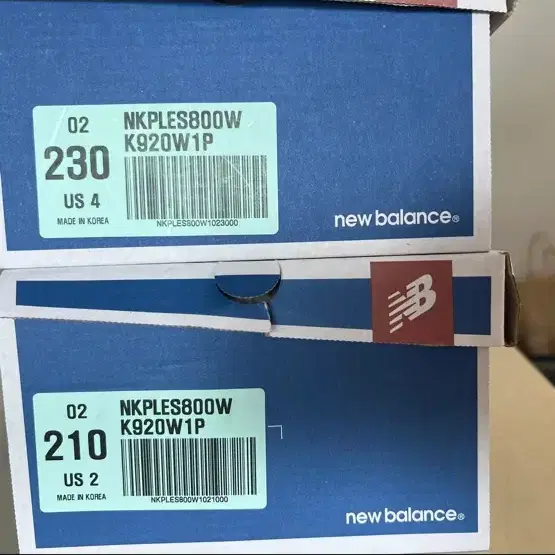 02
230
US 4
MADE IN KOREA
NKPLES800W
K920W1P
NKPLES800W1023000
new balance®
NB
02
210
US 2
MADE IN KOREA
NKPLES800W
K920W1P
NKPLES800W1021000
new balance®